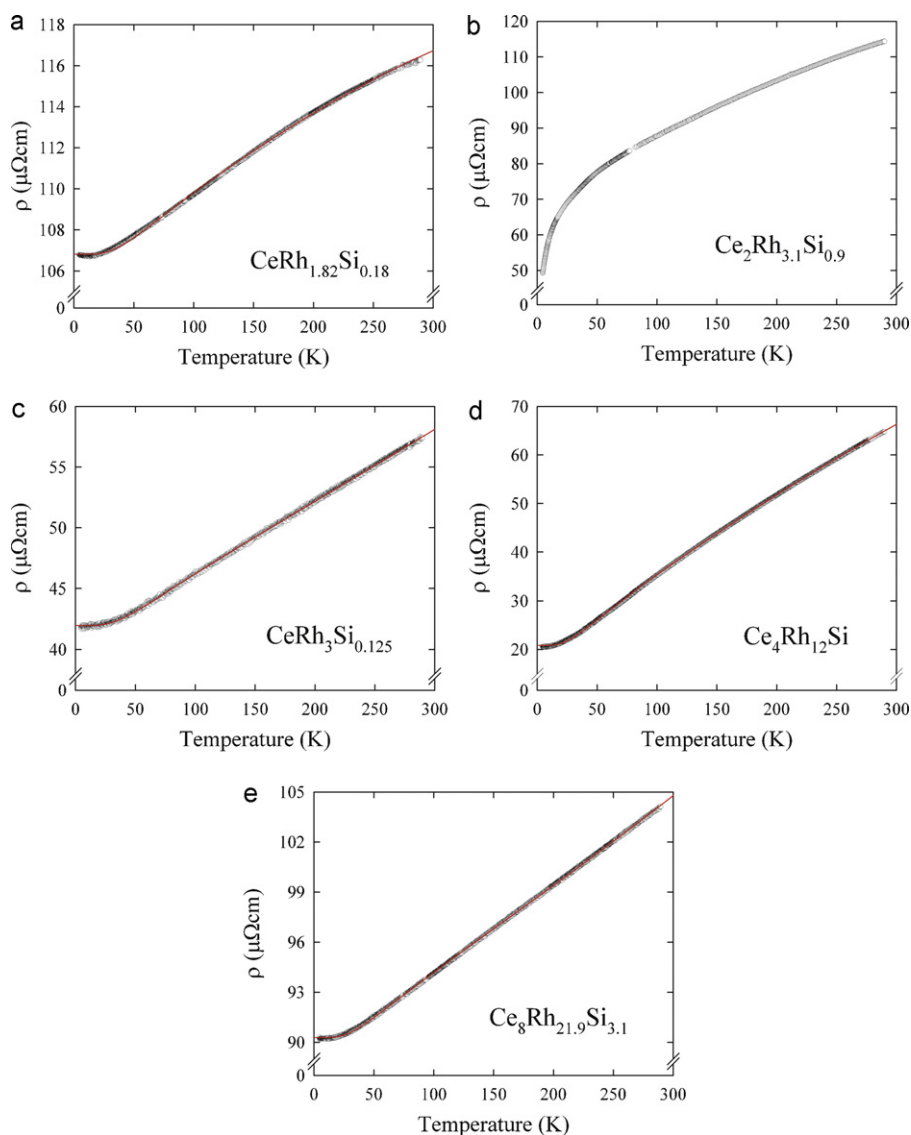 a
118
116
114
112
110
108
106
0
ρ (μΩcm)
CeRh1.82Si0.18
0 50 100 150 200 250 300
Temperature (K)
b
120
110
100
90
80
70
60
50
0
ρ (μΩcm)
Ce2Rh3.1Si0.9
0 50 100 150 200 250 300
Temperature (K)
c
60
55
50
45
40
0
ρ (μΩcm)
CeRh3Si0.125
0 50 100 150 200 250 300
Temperature (K)
d
70
60
50
40
30
20
0
ρ (μΩcm)
Ce4Rh12Si
0 50 100 150 200 250 300
Temperature (K)
e
105
102
99
96
93
90
0
ρ (μΩcm)
Ce8Rh21.9Si3.1
0 50 100 150 200 250 300
Temperature (K)